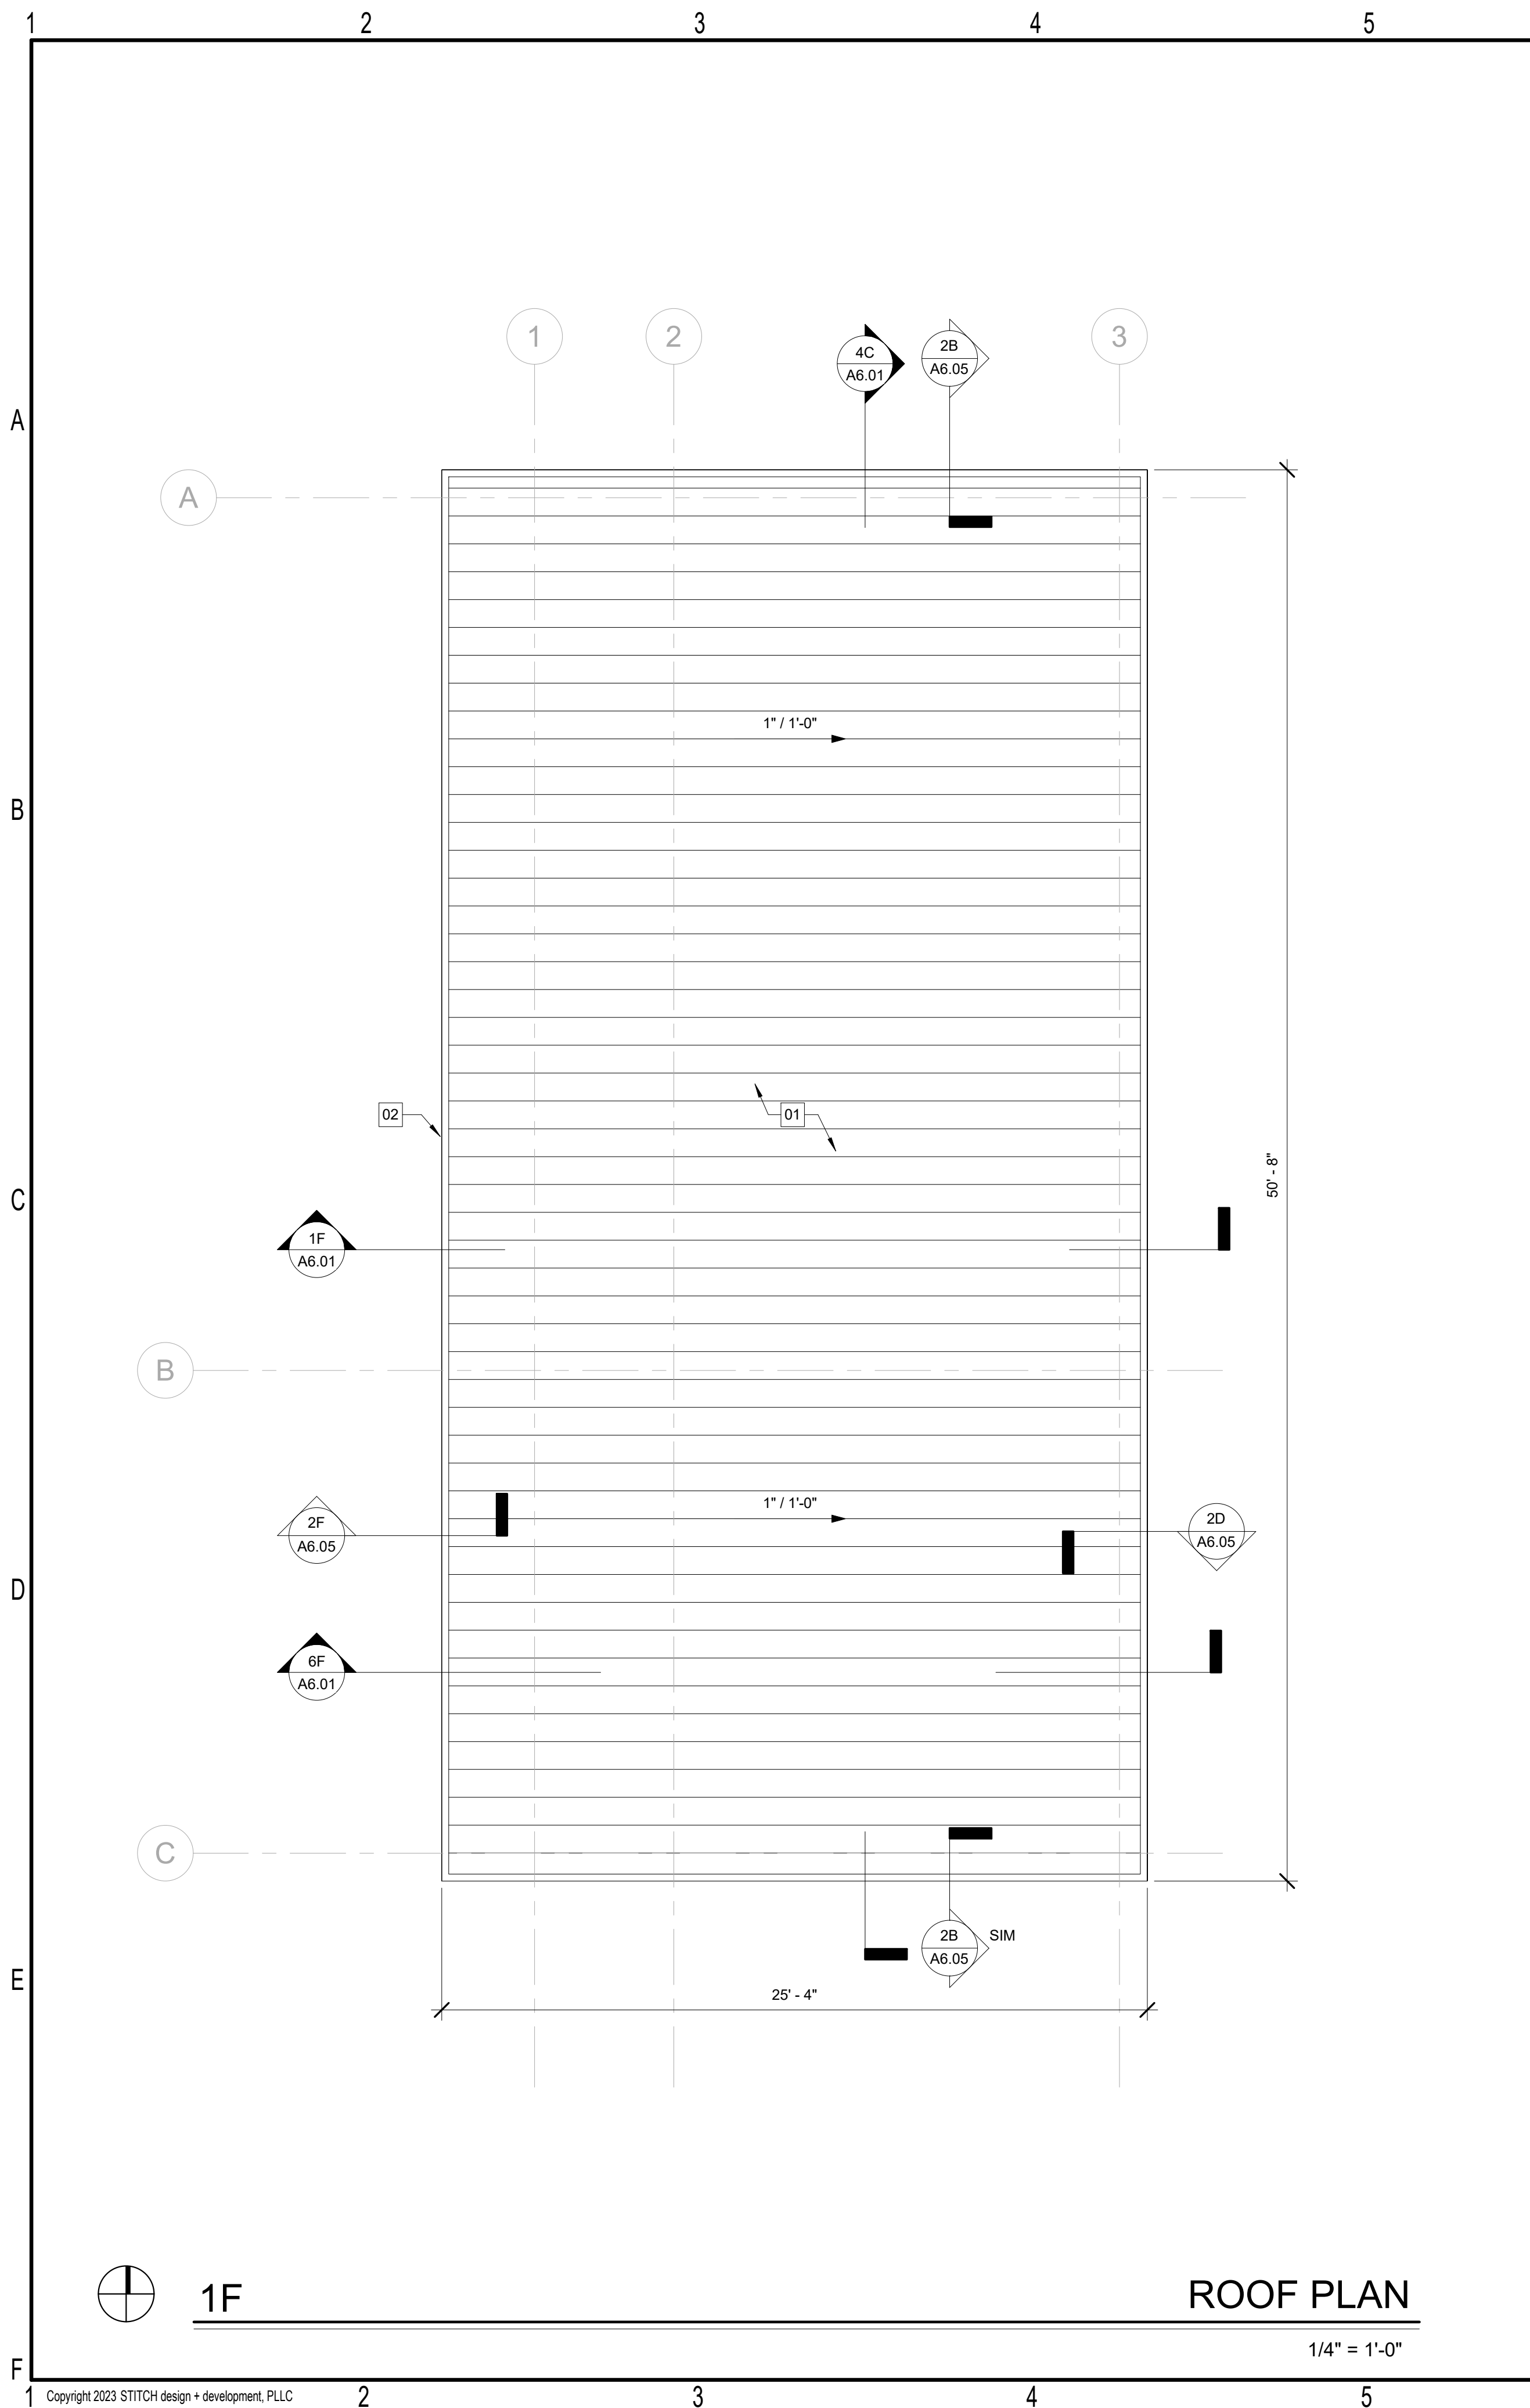 1 2 3 4 5
1 2 3
4C
A6.01
2B
A6.05
A
A
1" / 1'-0"
B
02
01
50' - 8"
C
1F
A6.01
B
1" / 1'-0"
2F
A6.05
2D
A6.05
D
6F
A6.01
C
2B
A6.05
SIM
E
25' - 4"
1F
ROOF PLAN
1/4" = 1'-0"
F
1 Copyright 2023 STITCH design + development, PLLC 2 3 4 5